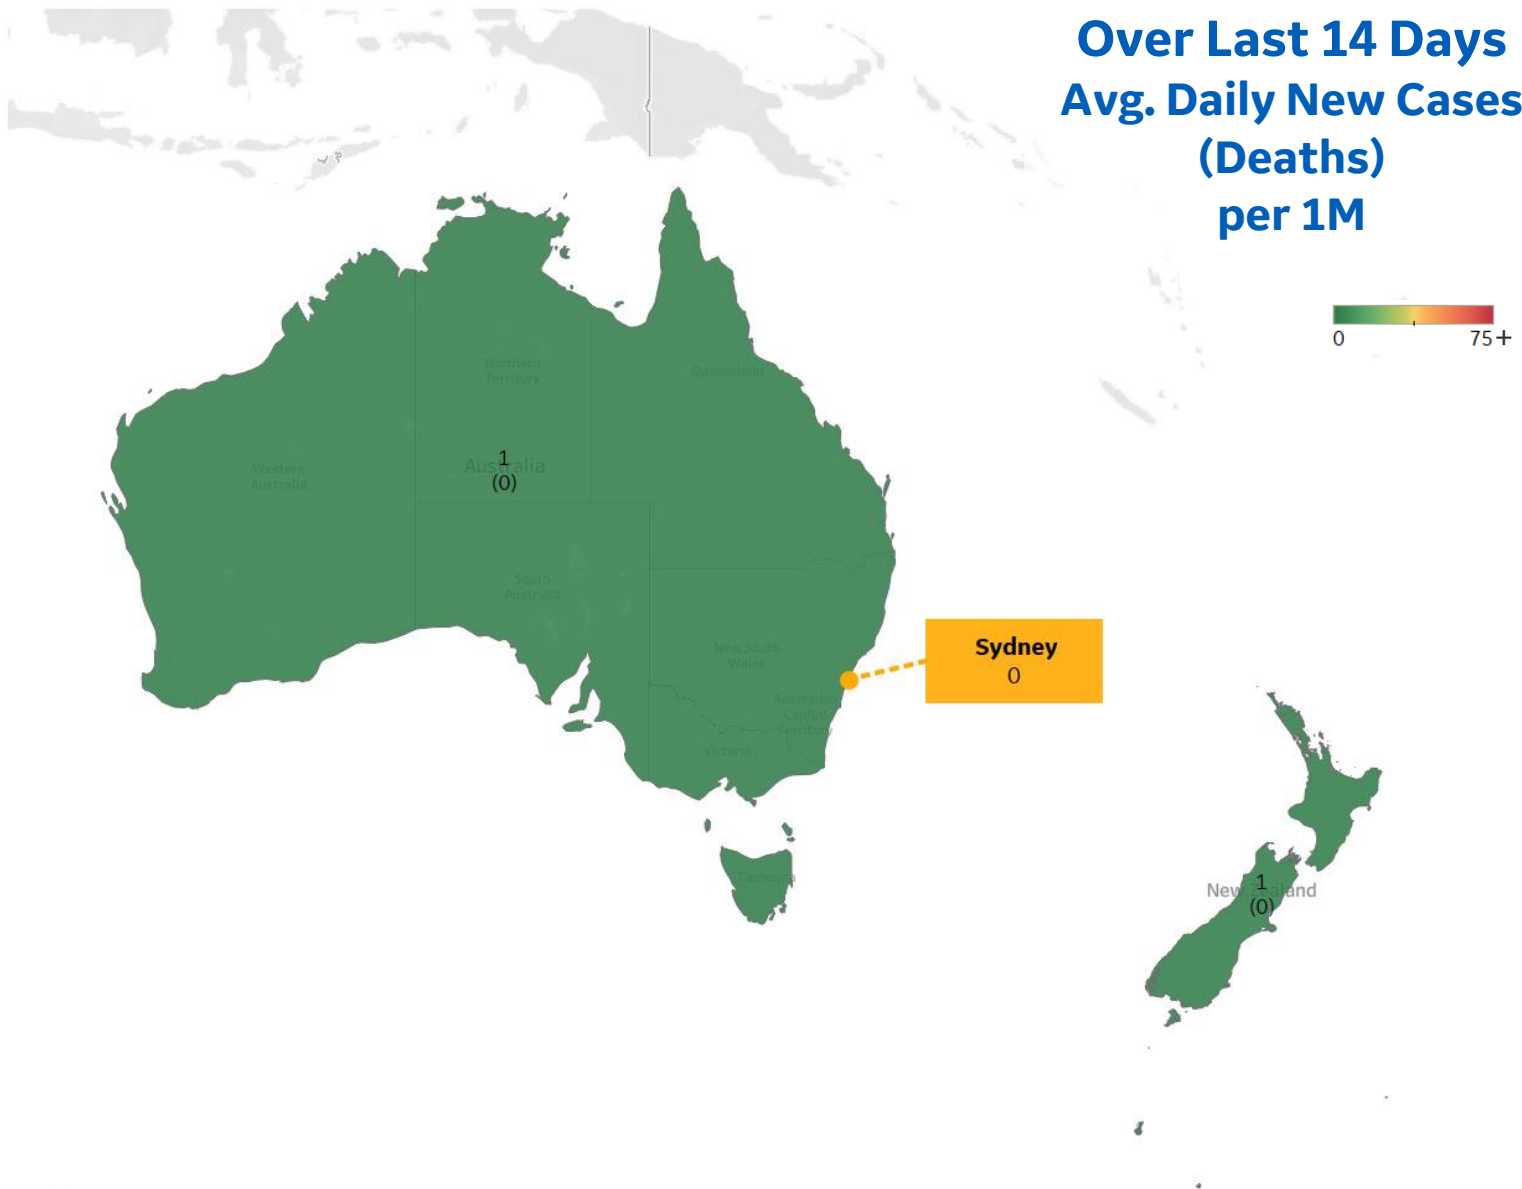 Over Last 14 Days
Avg. Daily New Cases
(Deaths)
per 1M
0
75+
Northern
Territory
Queensland
Western
Australia
1
Australia
(0)
South
Australia
New South
Wales
Sydney
0
Australian
Capital
Territory
Victoria
Tasmania
1
New Zealand
(0)